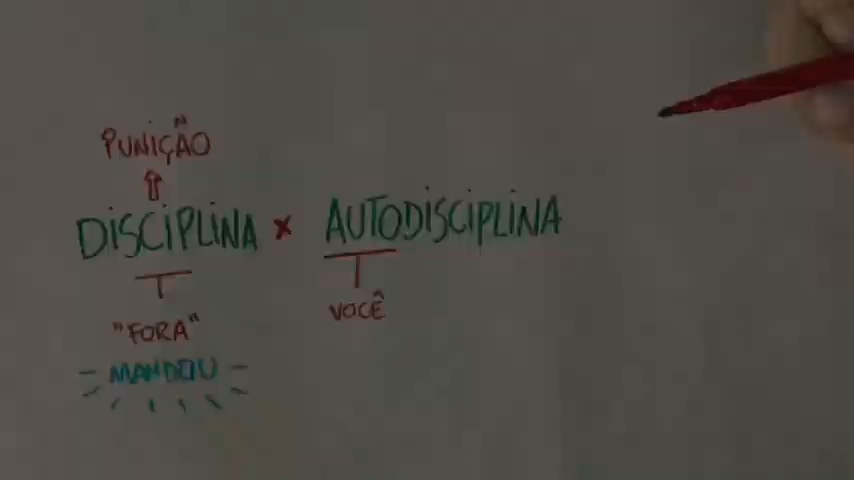 PUNIÇÃO
DISCIPLINA x AUTODISCIPLINA
"FORA" VOCÊ
MANDOU